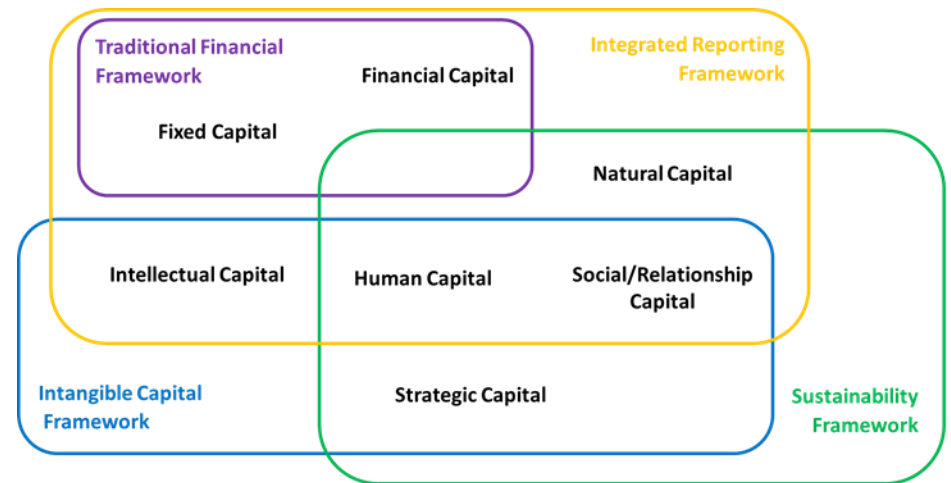 Traditional Financial
Framework
Financial Capital
Fixed Capital
Integrated Reporting
Framework
Natural Capital
Intellectual Capital
Human Capital
Social/Relationship
Capital
Intangible Capital
Framework
Strategic Capital
Sustainability
Framework